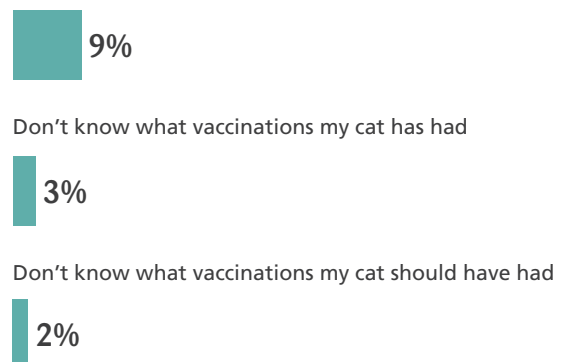 9%
Don’t know what vaccinations my cat has had
3%
Don’t know what vaccinations my cat should have had
2%